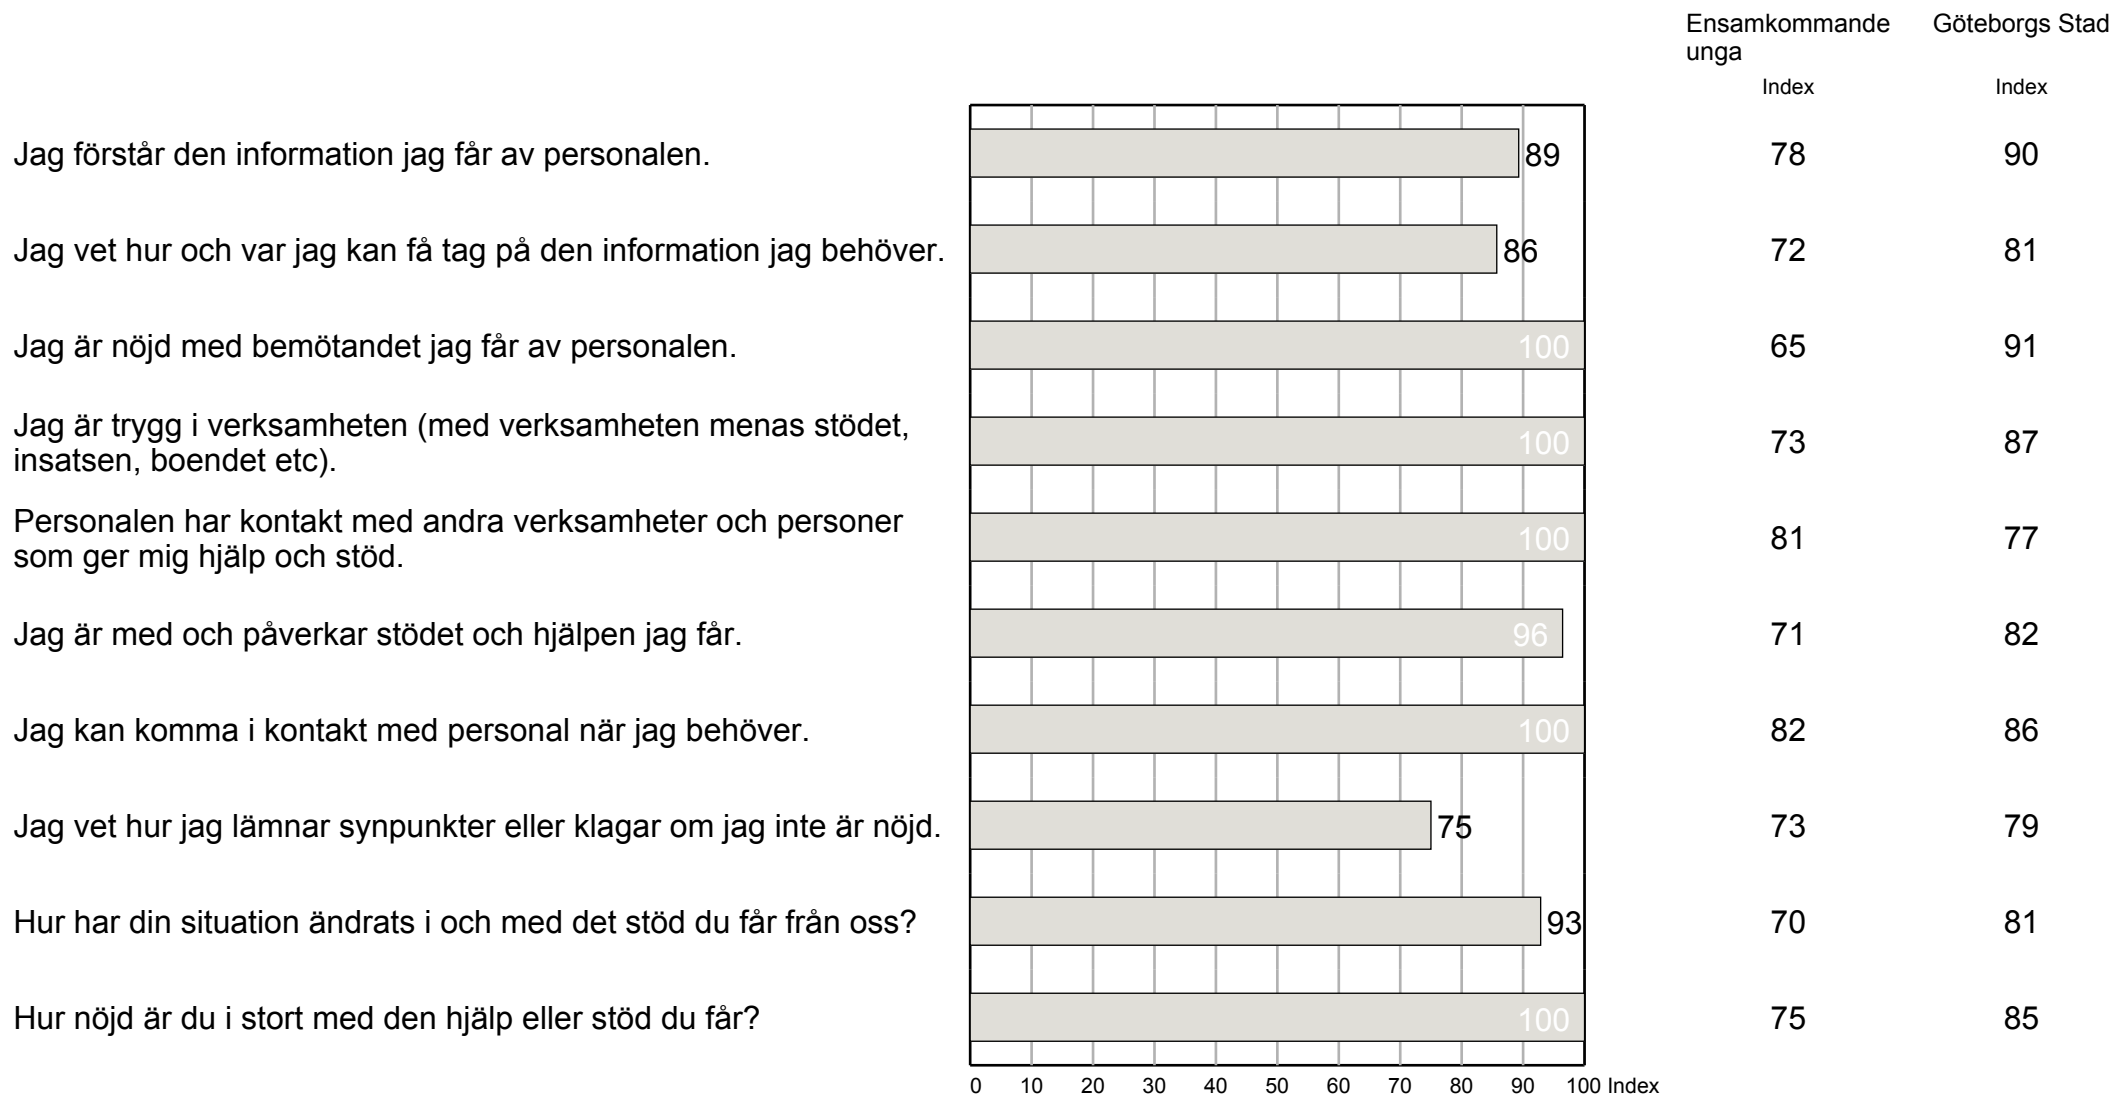 Ensamkommande Göteborgs Stad
unga
Index Index
Jag förstår den information jag får av personalen. 89 78 90
Jag vet hur och var jag kan få tag på den information jag behöver. 86 72 81
Jag är nöjd med bemötandet jag får av personalen. 100 65 91
Jag är trygg i verksamheten (med verksamheten menas stödet,
insatsen, boendet etc). 100 73 87
Personalen har kontakt med andra verksamheter och personer
som ger mig hjälp och stöd. 100 81 77
Jag är med och påverkar stödet och hjälpen jag får. 96 71 82
Jag kan komma i kontakt med personal när jag behöver. 100 82 86
Jag vet hur jag lämnar synpunkter eller klagar om jag inte är nöjd. 75 73 79
Hur har din situation ändrats i och med det stöd du får från oss? 93 70 81
Hur nöjd är du i stort med den hjälp eller stöd du får? 100 75 85
0 10 20 30 40 50 60 70 80 90 100 Index